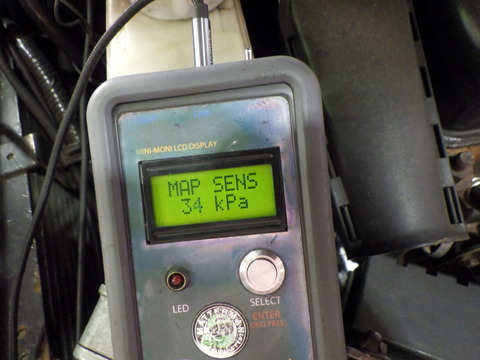 MINI-MONI LCD DISPLAY
MAP SENS
34 kPa
LED
SELECT
ENTER